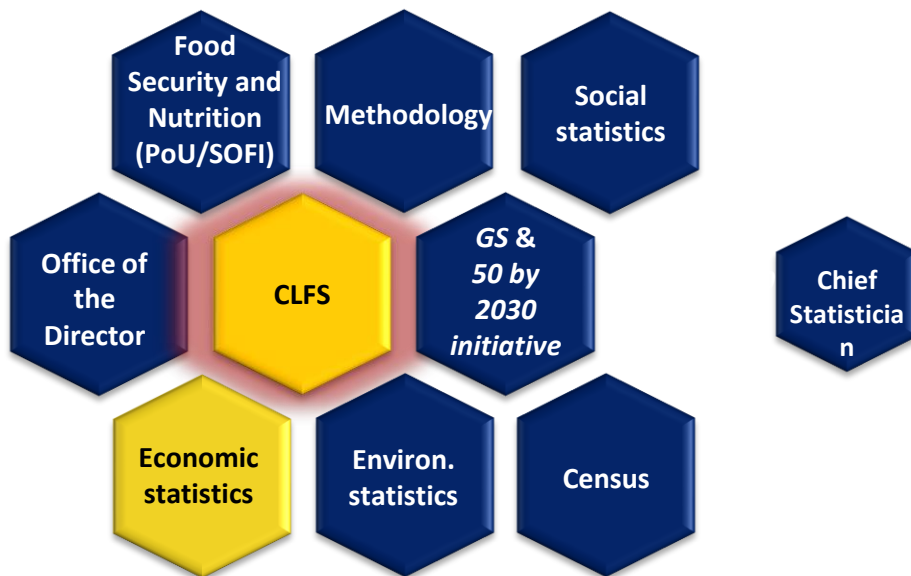 Food
Security and
Nutrition
(PoU/SOFI)
Methodology
Social
statistics
Office of
the
Director
CLFS
GS &
50 by
2030
initiative
Chief
Statisticia
n
Economic
statistics
Environ.
statistics
Census